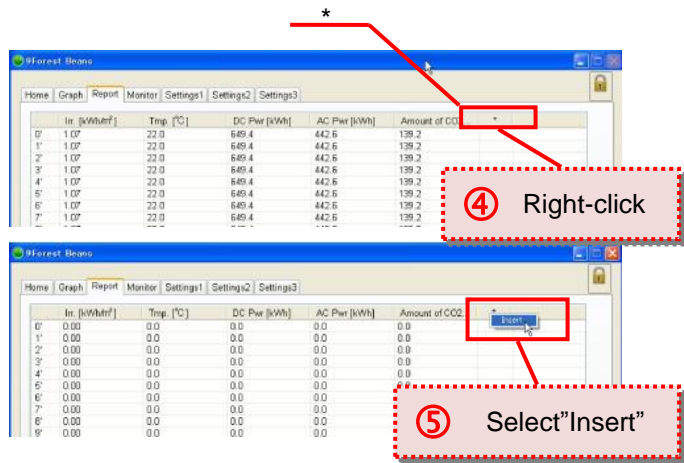 *
9Forest Beans
Home Graph Report Monitor Settings1 Settings2 Settings3
Irr. [kWh/m²] Tmp. [℃] DC Pwr [kWh] AC Pwr [kWh] Amount of CO2... *
0' 1.07 22.0 649.4 442.6 139.2
1' 1.07 22.0 649.4 442.6 139.2
2' 1.07 22.0 649.4 442.6 139.2
3' 1.07 22.0 649.4 442.6 139.2
4' 1.07 22.0 649.4 442.6 139.2
5' 1.07 22.0 649.4 442.6 139.2
6' 1.07 22.0 649.4 442.6 139.2
7' 1.07 22.0 649.4 442.6 139.2
④ Right-click
9Forest Beans
Home Graph Report Monitor Settings1 Settings2 Settings3
Irr. [kWh/m²] Tmp. [℃] DC Pwr [kWh] AC Pwr [kWh] Amount of CO2... *
Insert
0' 0.00 0.0 0.0 0.0 0.0
1' 0.00 0.0 0.0 0.0 0.0
2' 0.00 0.0 0.0 0.0 0.0
3' 0.00 0.0 0.0 0.0 0.0
4' 0.00 0.0 0.0 0.0 0.0
5' 0.00 0.0 0.0 0.0
6' 0.00 0.0 0.0 0.0
7' 0.00 0.0 0.0 0.0
8' 0.00 0.0 0.0 0.0
9' 0.00 0.0 0.0 0.0
⑤ Select"Insert"